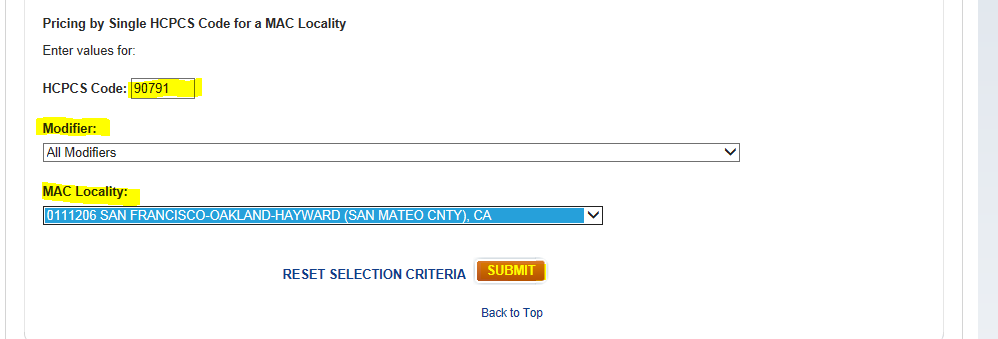 Pricing by Single HCPCS Code for a MAC Locality
Enter values for:
HCPCS Code: 90791
Modifier:
All Modifiers
MAC Locality:
0111206 SAN FRANCISCO-OAKLAND-HAYWARD (SAN MATEO CNTY), CA
RESET SELECTION CRITERIA SUBMIT
Back to Top